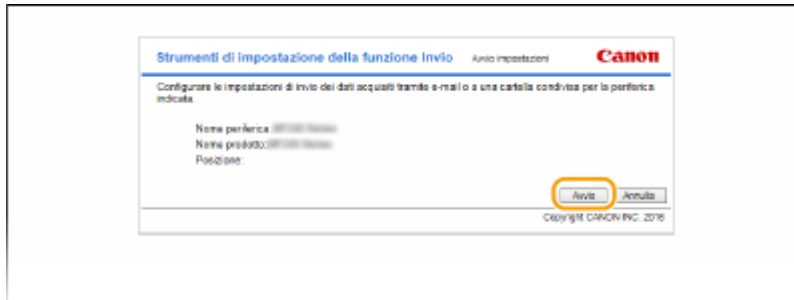 Strumenti di impostazione della funzione Invio Avvio impostazioni Canon
Configurare le impostazioni di invio dei dati acquisiti tramite e-mail o a una cartella condivisa per la periferica
indicata.
Nome periferica:
Nome prodotto:
Posizione:
Avvio Annulla
Copyright CANON INC. 2016